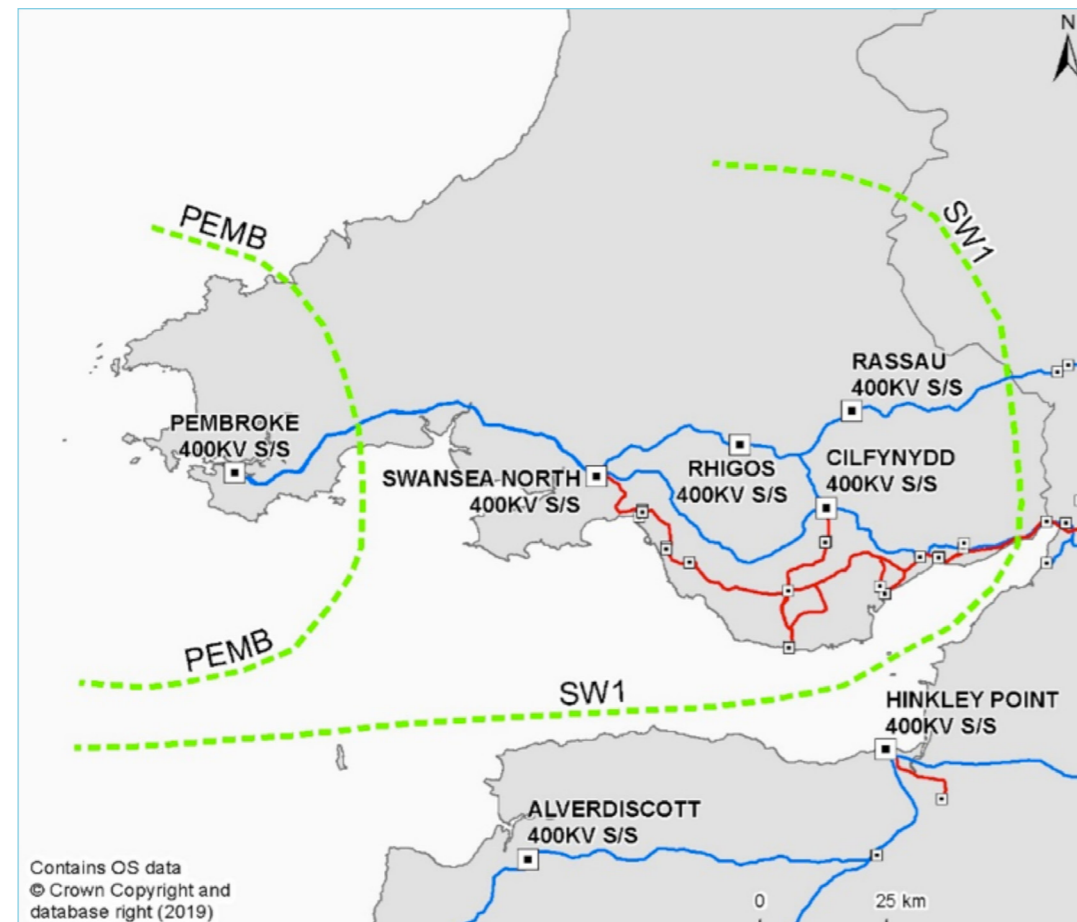 N
PEMB
SW1
RASSAU
400KV S/S
PEMBROKE
400KV S/S
SWANSEA NORTH
400KV S/S
RHIGOS
400KV S/S
CILFYNYDD
400KV S/S
PEMB
SW1
HINKLEY POINT
400KV S/S
ALVERDISCOTT
400KV S/S
Contains OS data
© Crown Copyright and
database right (2019)
0 25 km